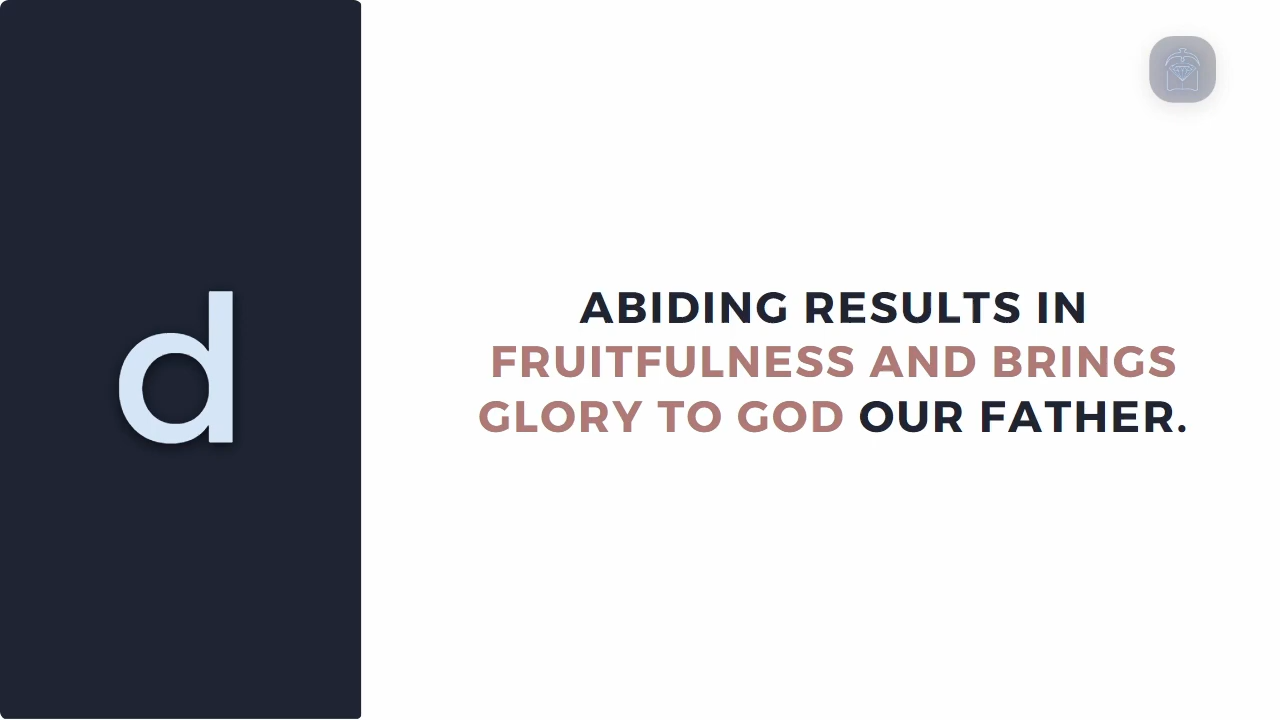 d
ABIDING RESULTS IN
FRUITFULNESS AND BRINGS
GLORY TO GOD OUR FATHER.